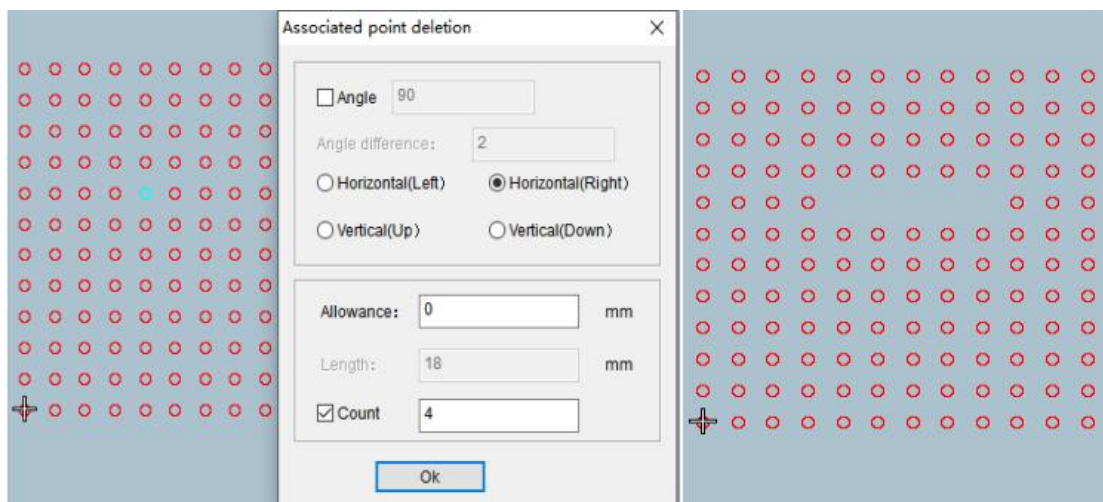 Associated point deletion
Angle 90
Angle difference: 2
Horizontal(Left) Horizontal(Right)
Vertical(Up) Vertical(Down)
Allowance: 0 mm
Length: 18 mm
Count 4
Ok